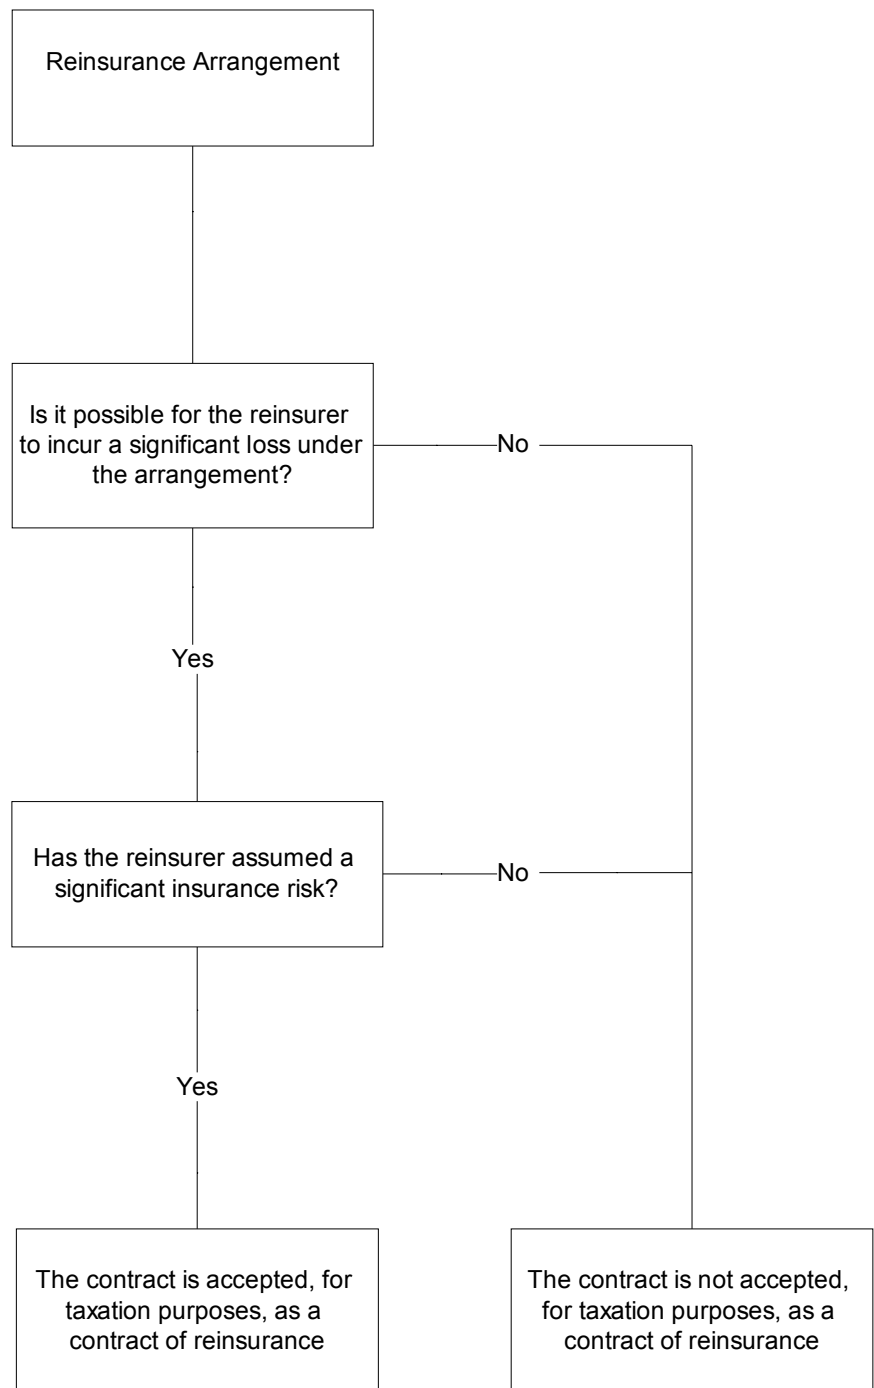 Reinsurance Arrangement
Is it possible for the reinsurer
to incur a significant loss under
the arrangement?
No
Yes
Has the reinsurer assumed a
significant insurance risk?
No
Yes
The contract is accepted, for
taxation purposes, as a
contract of reinsurance
The contract is not accepted,
for taxation purposes, as a
contract of reinsurance